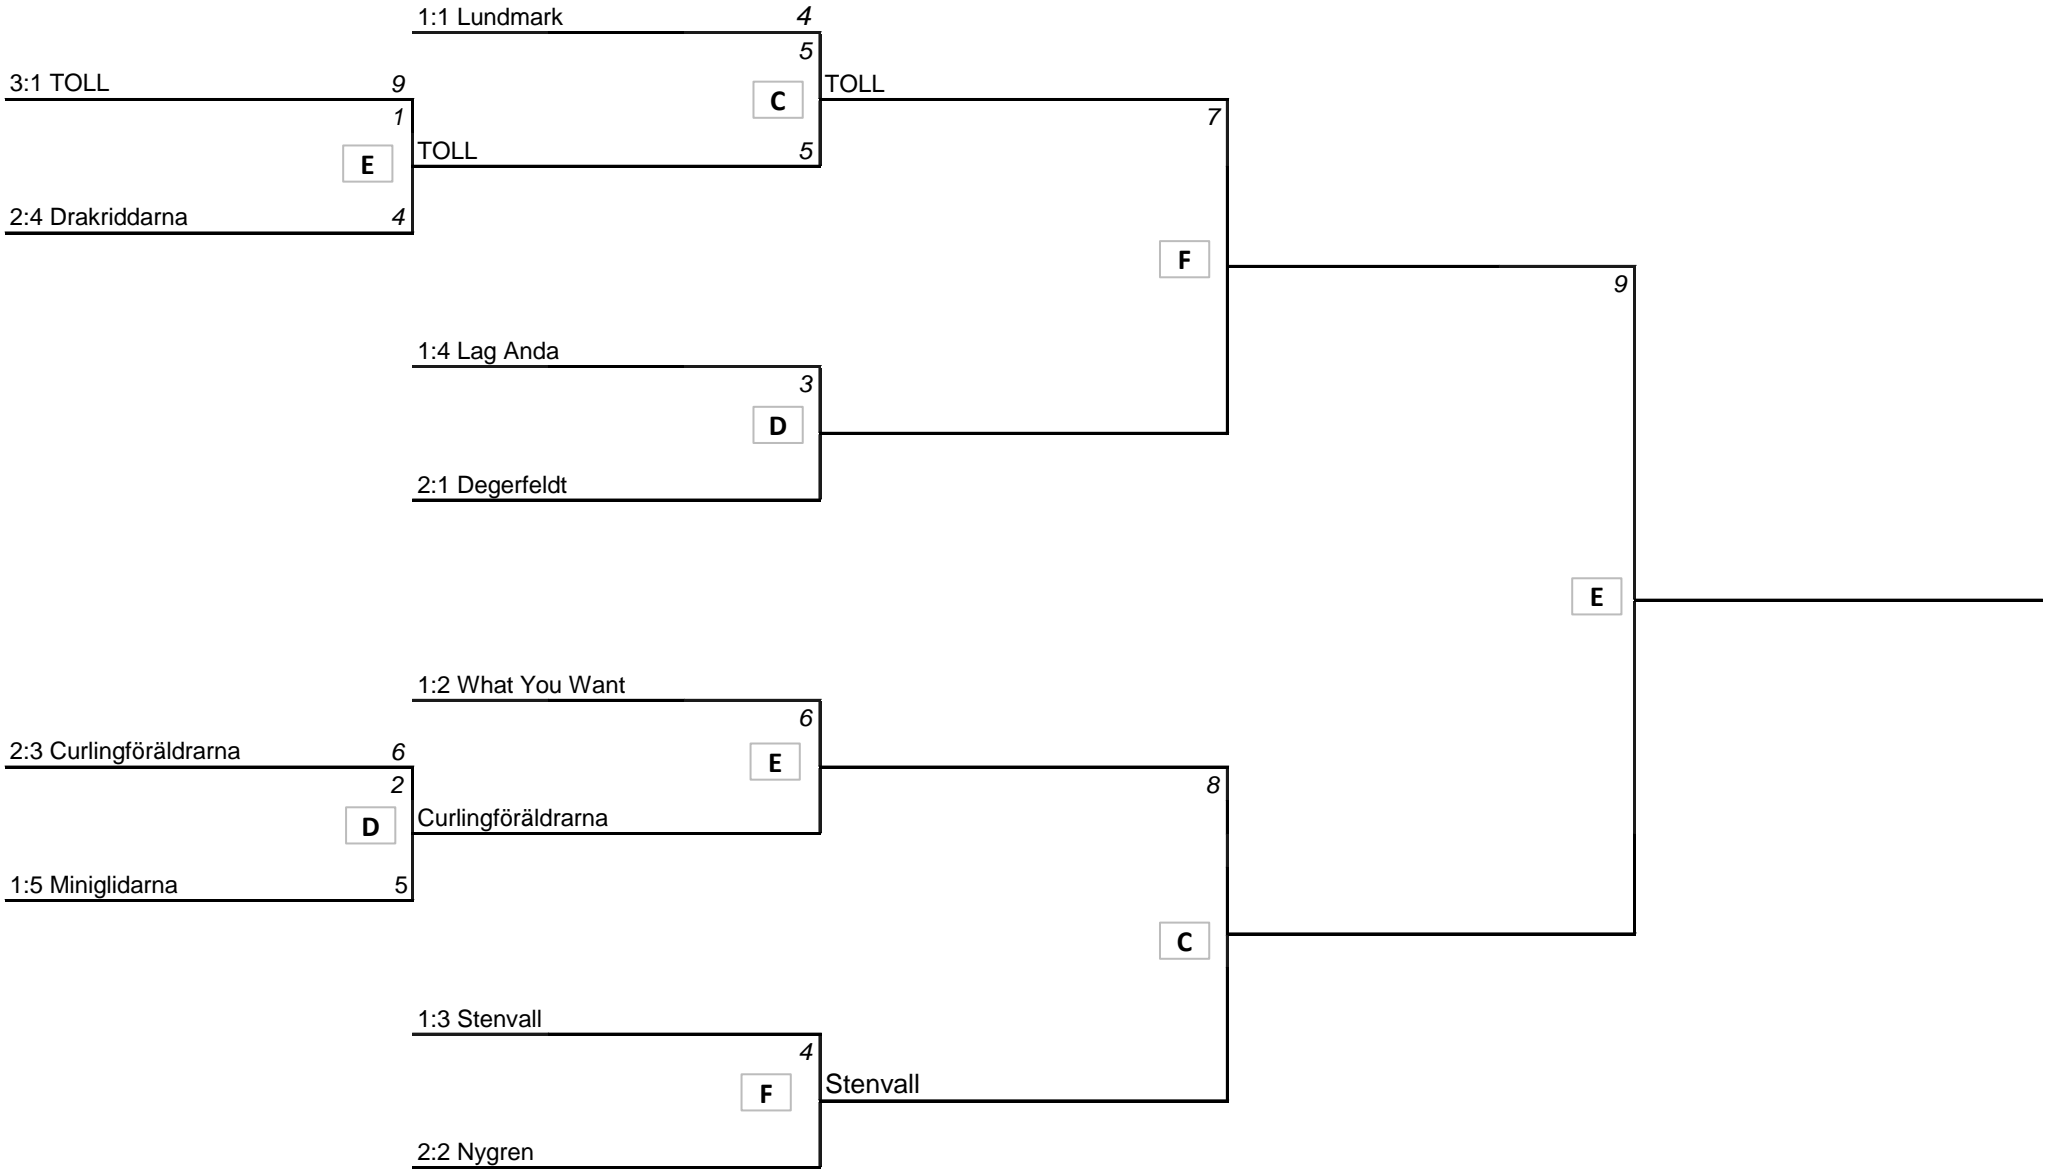 1:1 Lundmark 4
5
3:1 TOLL 9
C TOLL
1 7
TOLL 5
E
2:4 Drakriddarna 4
F
9
1:4 Lag Anda
3
D
2:1 Degerfeldt
E
1:2 What You Want
6
2:3 Curlingföräldrarna 6
E
2 8
Curlingföräldrarna
D
1:5 Miniglidarna 5
C
1:3 Stenvall
4
Stenvall
F
2:2 Nygren